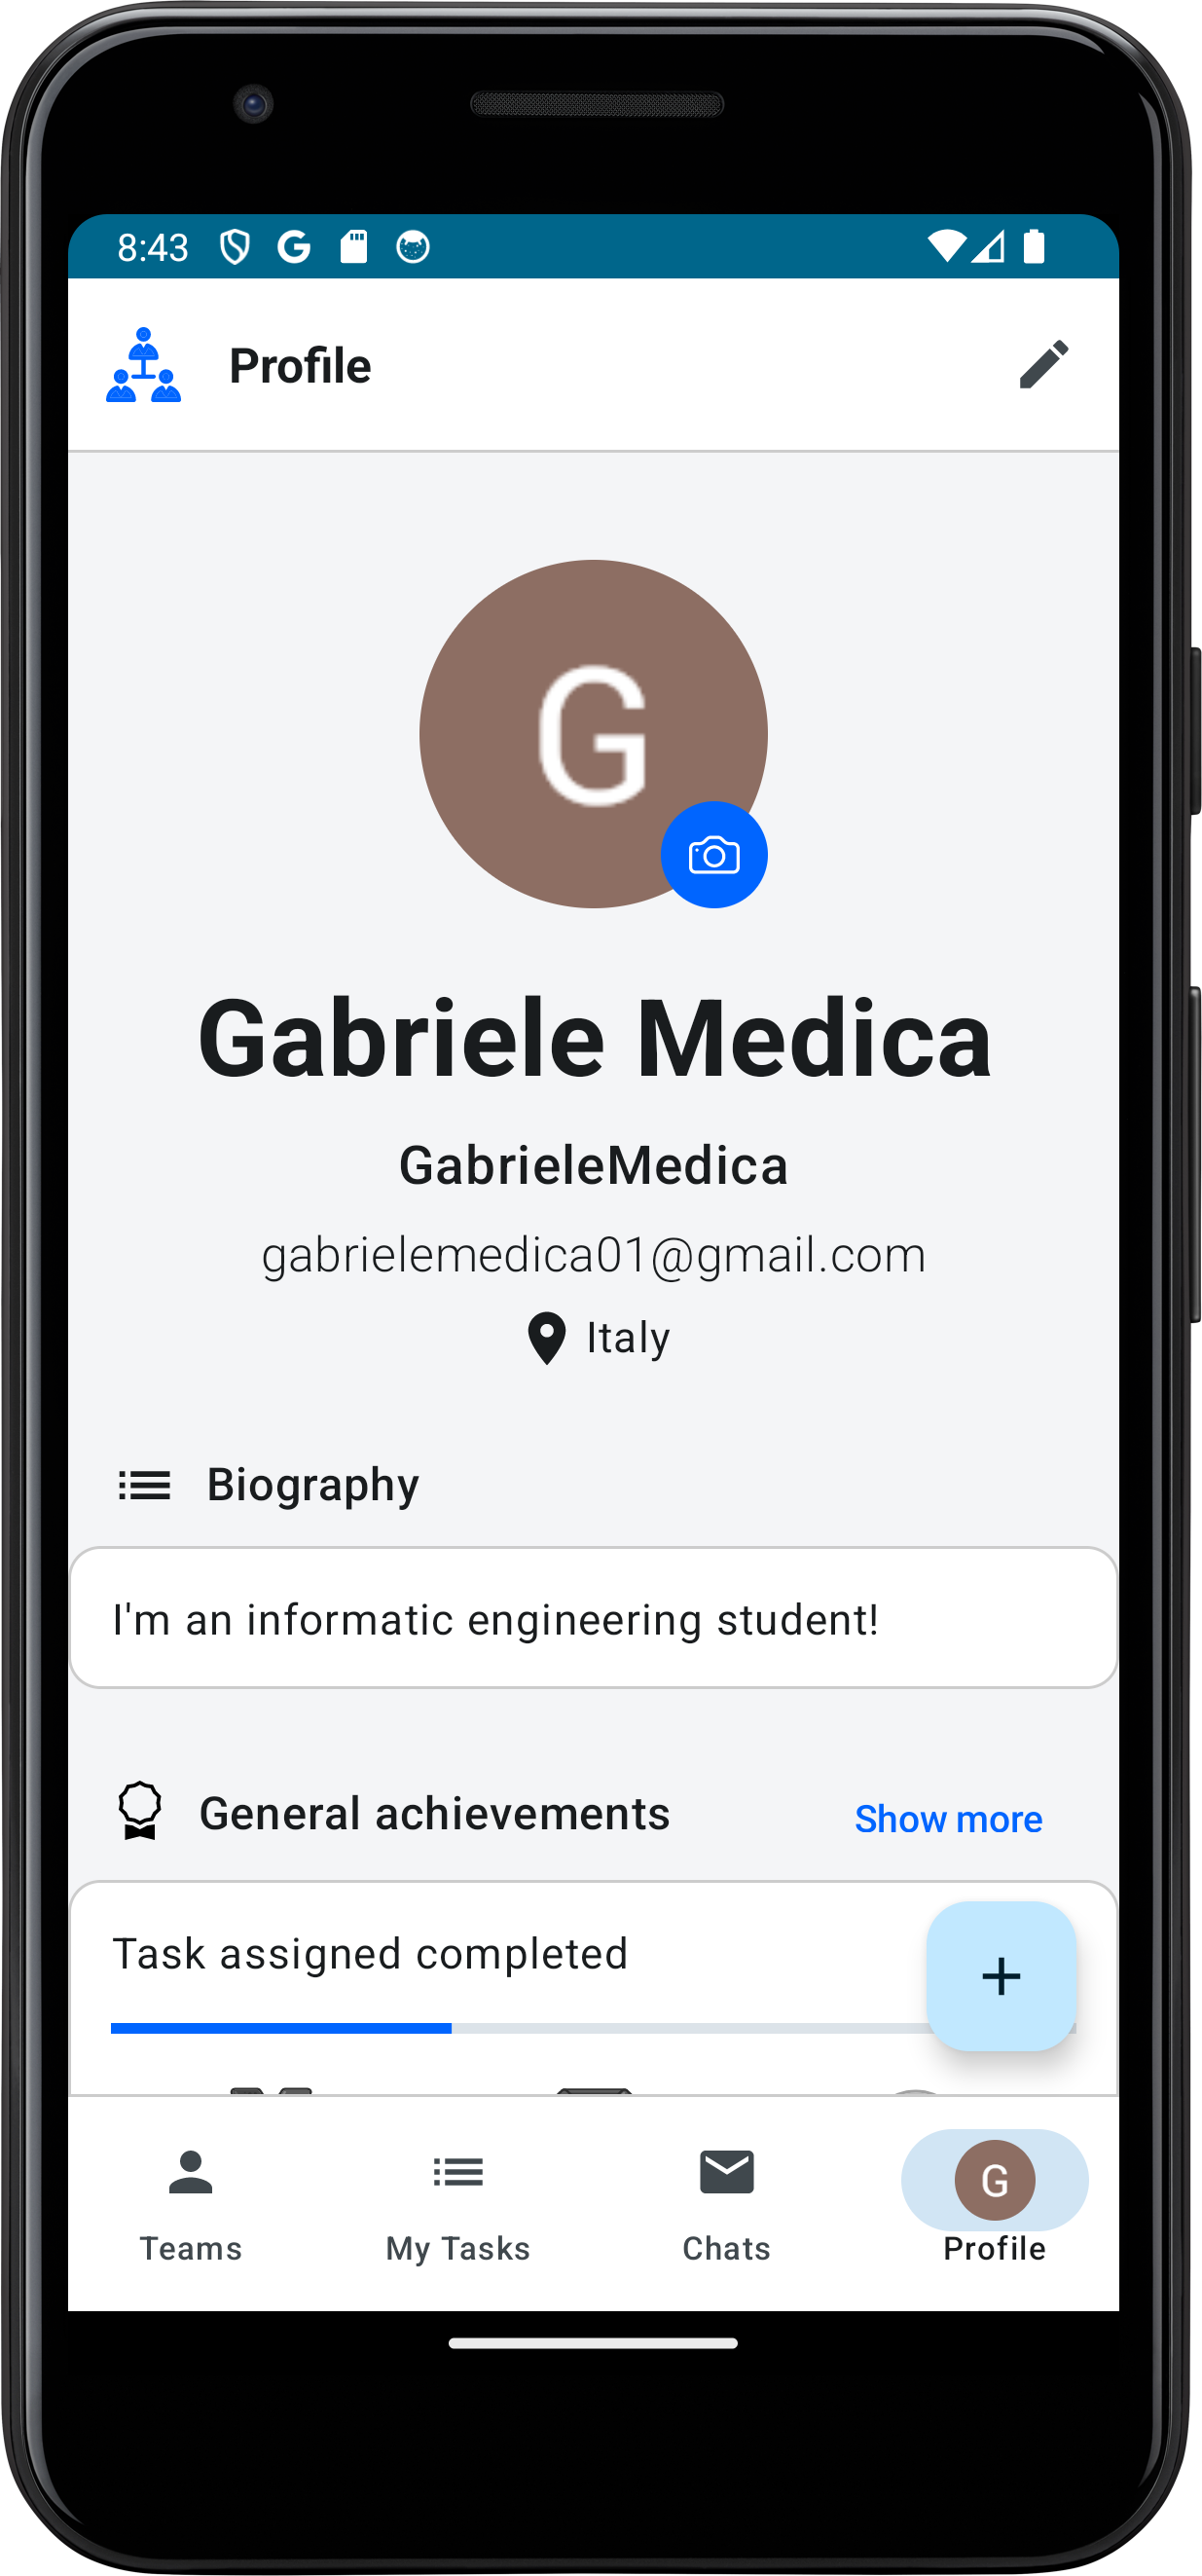 8:43
Profile
G
Gabriele Medica
GabrieleMedica
gabrielemedica01@gmail.com
Italy
Biography
I'm an informatic engineering student!
General achievements
Show more
Task assigned completed
+
G
Teams
My Tasks
Chats
Profile